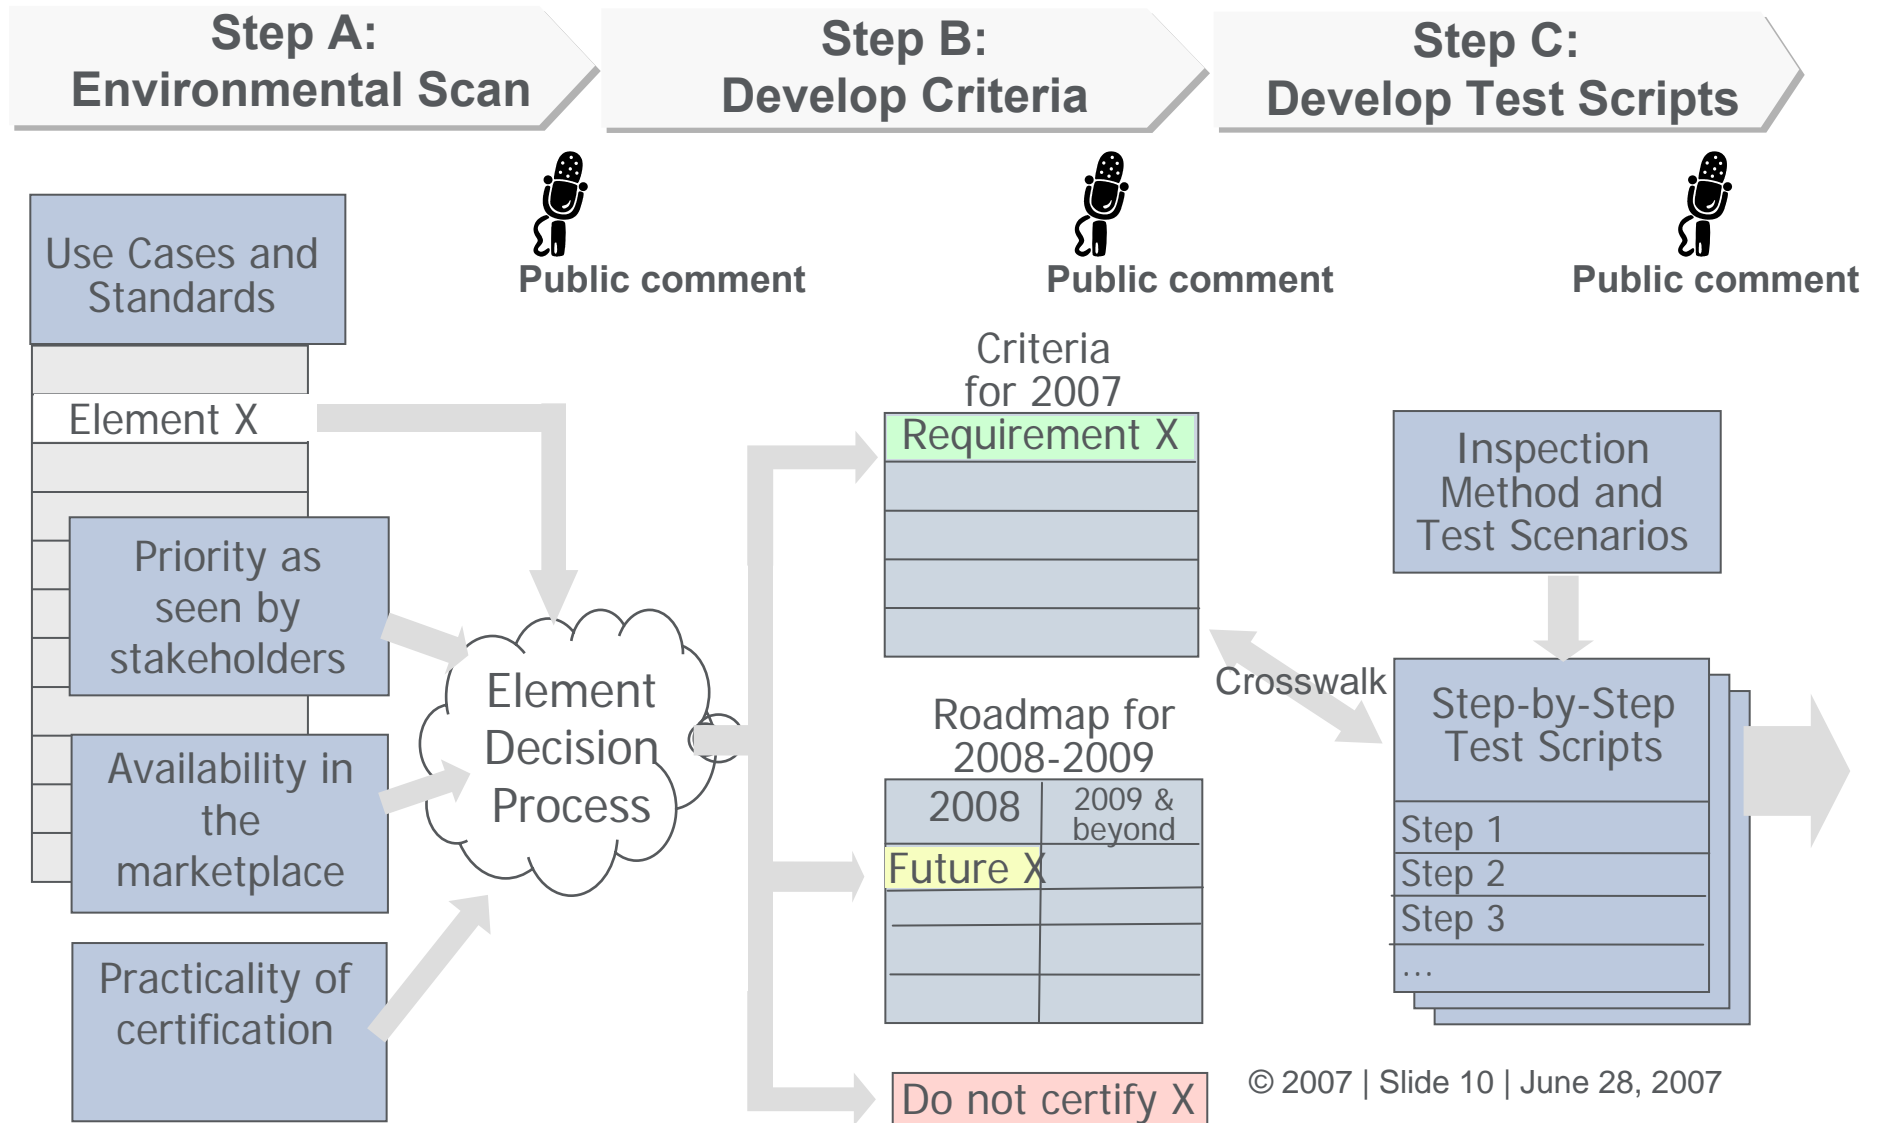 Step A:
Environmental Scan
Step B:
Develop Criteria
Step C:
Develop Test Scripts
Public comment
Public comment
Public comment
Use Cases and
Standards
Element X
Priority as
seen by
stakeholders
Availability in
the
marketplace
Practicality of
certification
Element
Decision
Process
Criteria
for 2007
Requirement X
Roadmap for
2008-2009
2008
2009 &
beyond
Future X
Do not certify X
Crosswalk
Inspection
Method and
Test Scenarios
Step-by-Step
Test Scripts
Step 1
Step 2
Step 3
...
© 2007 | Slide 10 | June 28, 2007